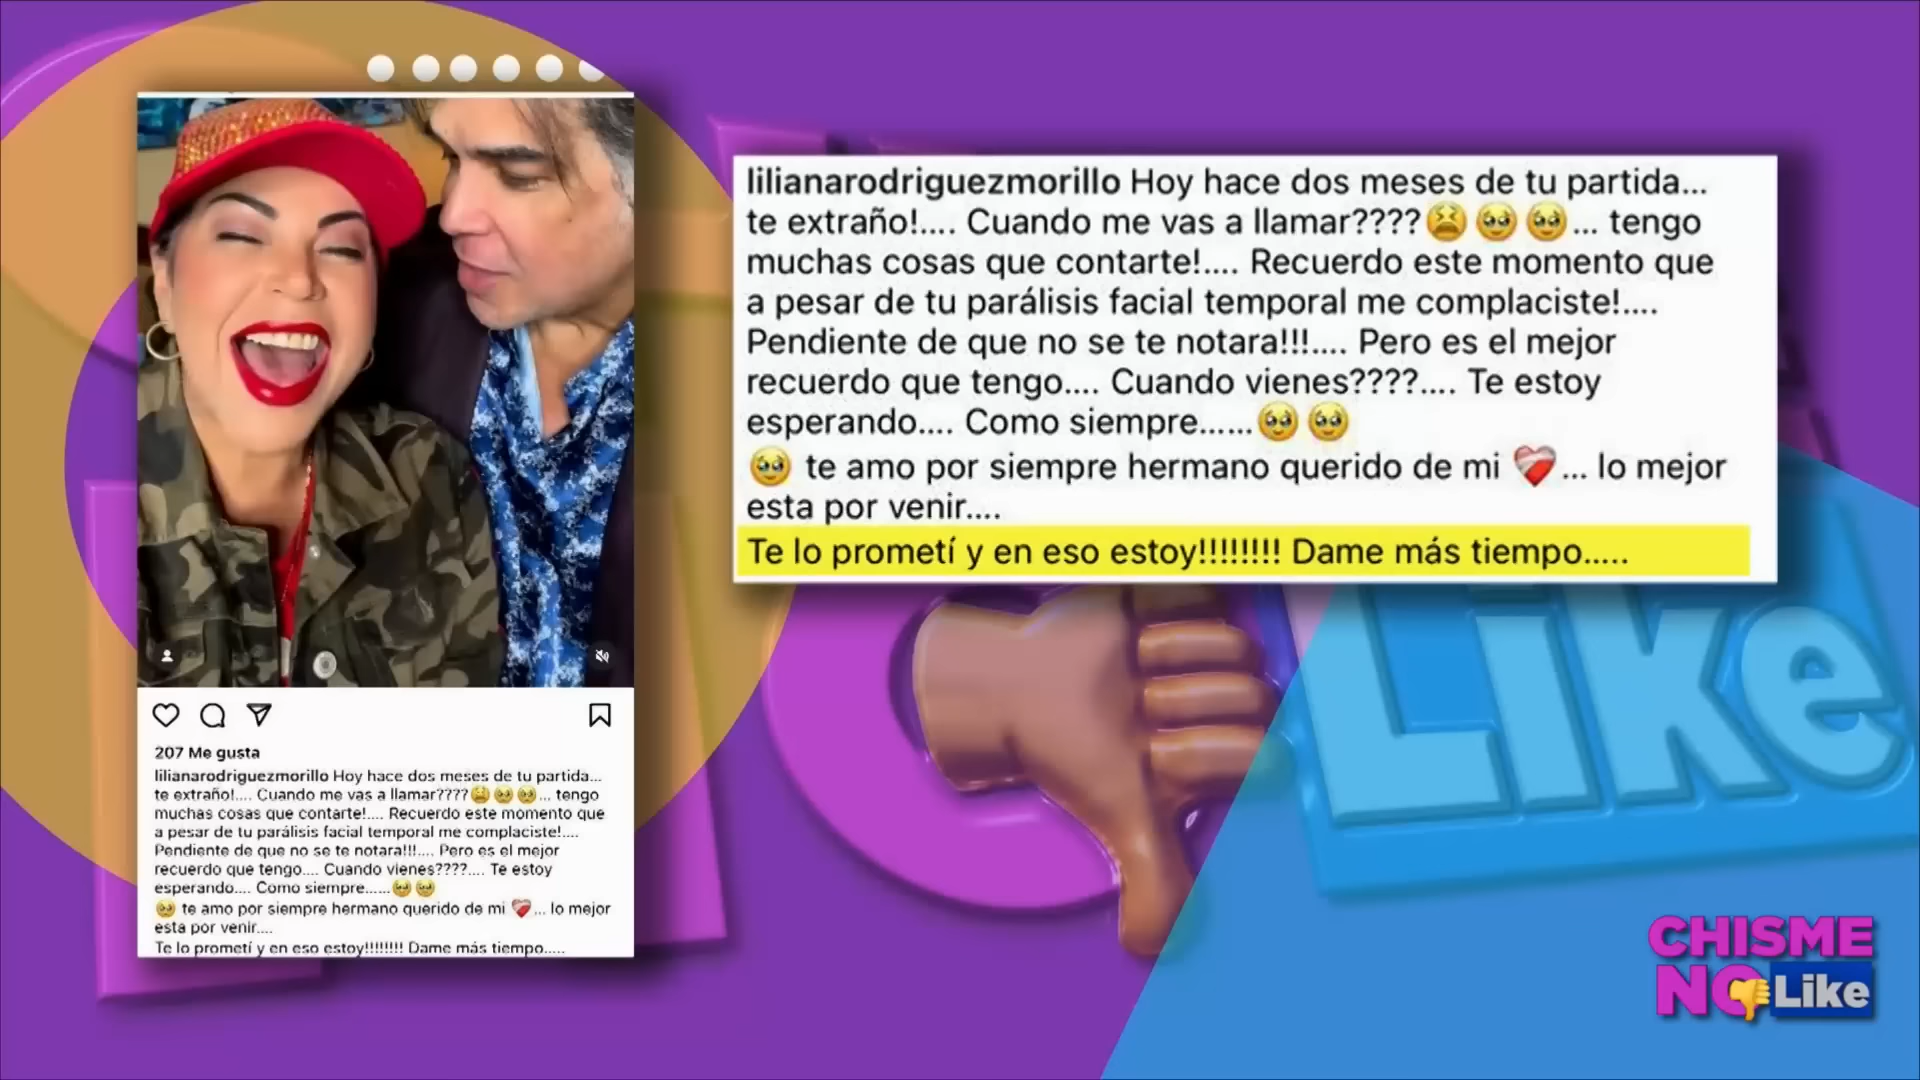 207 Me gusta
lilianarodriguezmorillo Hoy hace dos meses de tu partida...
te extraño!.... Cuando me vas a llamar????😫🥹🥹... tengo
muchas cosas que contarte!.... Recuerdo este momento que
a pesar de tu parálisis facial temporal me complaciste!....
Pendiente de que no se te notara!!!.... Pero es el mejor
recuerdo que tengo.... Cuando vienes????.... Te estoy
esperando.... Como siempre......🥹🥹
🥹 te amo por siempre hermano querido de mi ❤️‍🩹... lo mejor
esta por venir....
Te lo prometí y en eso estoy!!!!!!!! Dame más tiempo.....
lilianarodriguezmorillo Hoy hace dos meses de tu partida...
te extraño!.... Cuando me vas a llamar????😫🥹🥹... tengo
muchas cosas que contarte!.... Recuerdo este momento que
a pesar de tu parálisis facial temporal me complaciste!....
Pendiente de que no se te notara!!!.... Pero es el mejor
recuerdo que tengo.... Cuando vienes????.... Te estoy
esperando.... Como siempre......🥹🥹
🥹 te amo por siempre hermano querido de mi ❤️‍🩹... lo mejor
esta por venir....
Te lo prometí y en eso estoy!!!!!!!! Dame más tiempo.....
Like
CHISME
NO Like